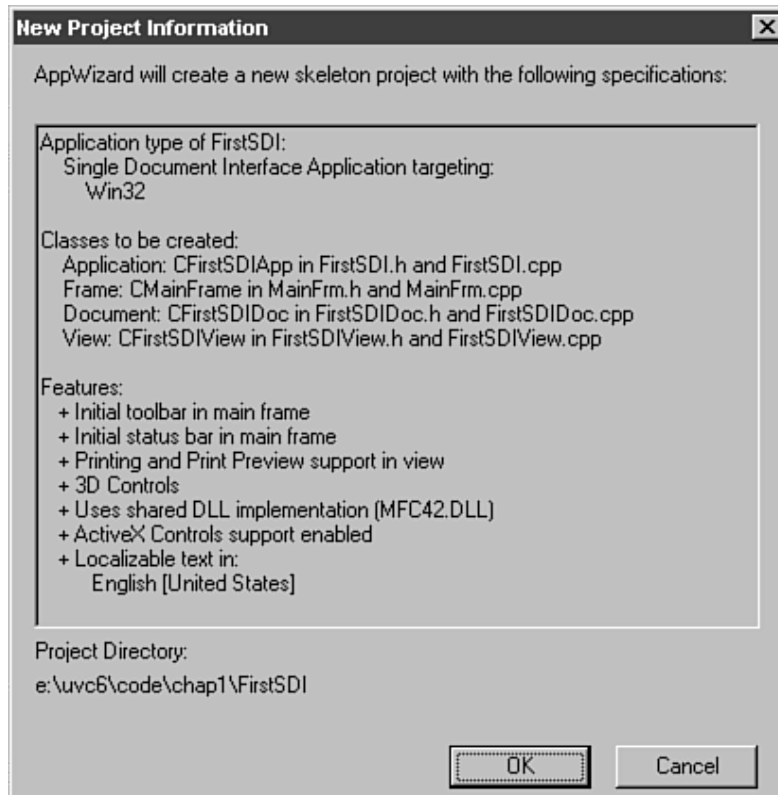 New Project Information
AppWizard will create a new skeleton project with the following specifications:
Application type of FirstSDI:
Single Document Interface Application targeting:
Win32
Classes to be created:
Application: CFirstSDIApp in FirstSDI.h and FirstSDI.cpp
Frame: CMainFrame in MainFrm.h and MainFrm.cpp
Document: CFirstSDIDoc in FirstSDIDoc.h and FirstSDIDoc.cpp
View: CFirstSDIView in FirstSDIView.h and FirstSDIView.cpp
Features:
+ Initial toolbar in main frame
+ Initial status bar in main frame
+ Printing and Print Preview support in view
+ 3D Controls
+ Uses shared DLL implementation (MFC42.DLL)
+ ActiveX Controls support enabled
+ Localizable text in:
English [United States]
Project Directory:
e:\uvc6\code\chap1\FirstSDI
OK Cancel